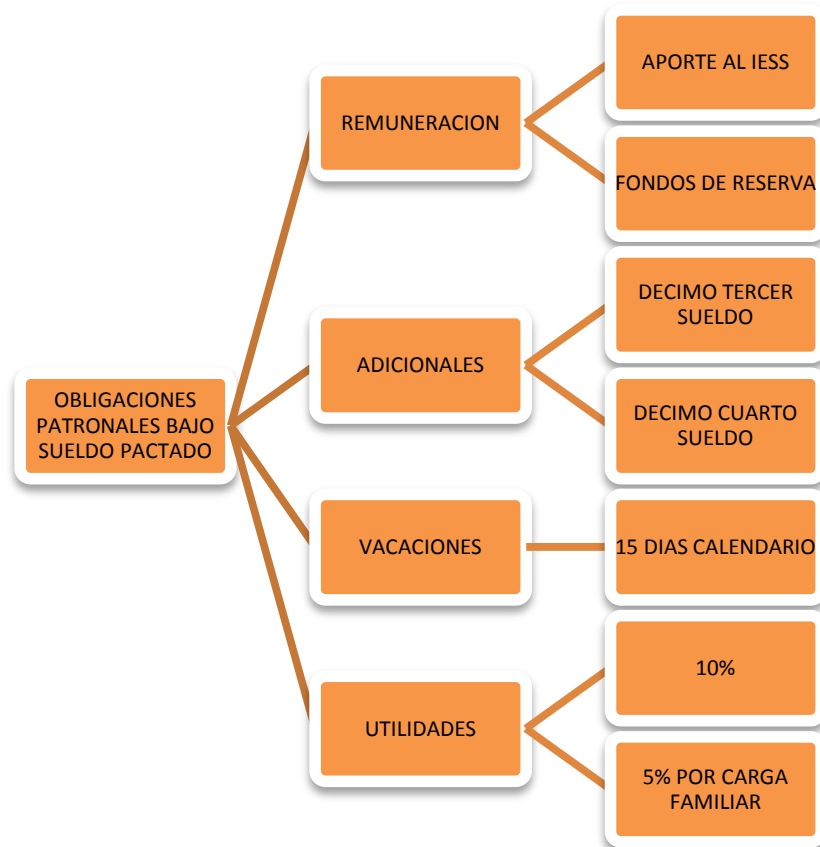 OBLIGACIONES
PATRONALES BAJO
SUELDO PACTADO
REMUNERACION
APORTE AL IESS
FONDOS DE RESERVA
ADICIONALES
DECIMO TERCER
SUELDO
DECIMO CUARTO
SUELDO
VACACIONES
15 DIAS CALENDARIO
UTILIDADES
10%
5% POR CARGA
FAMILIAR